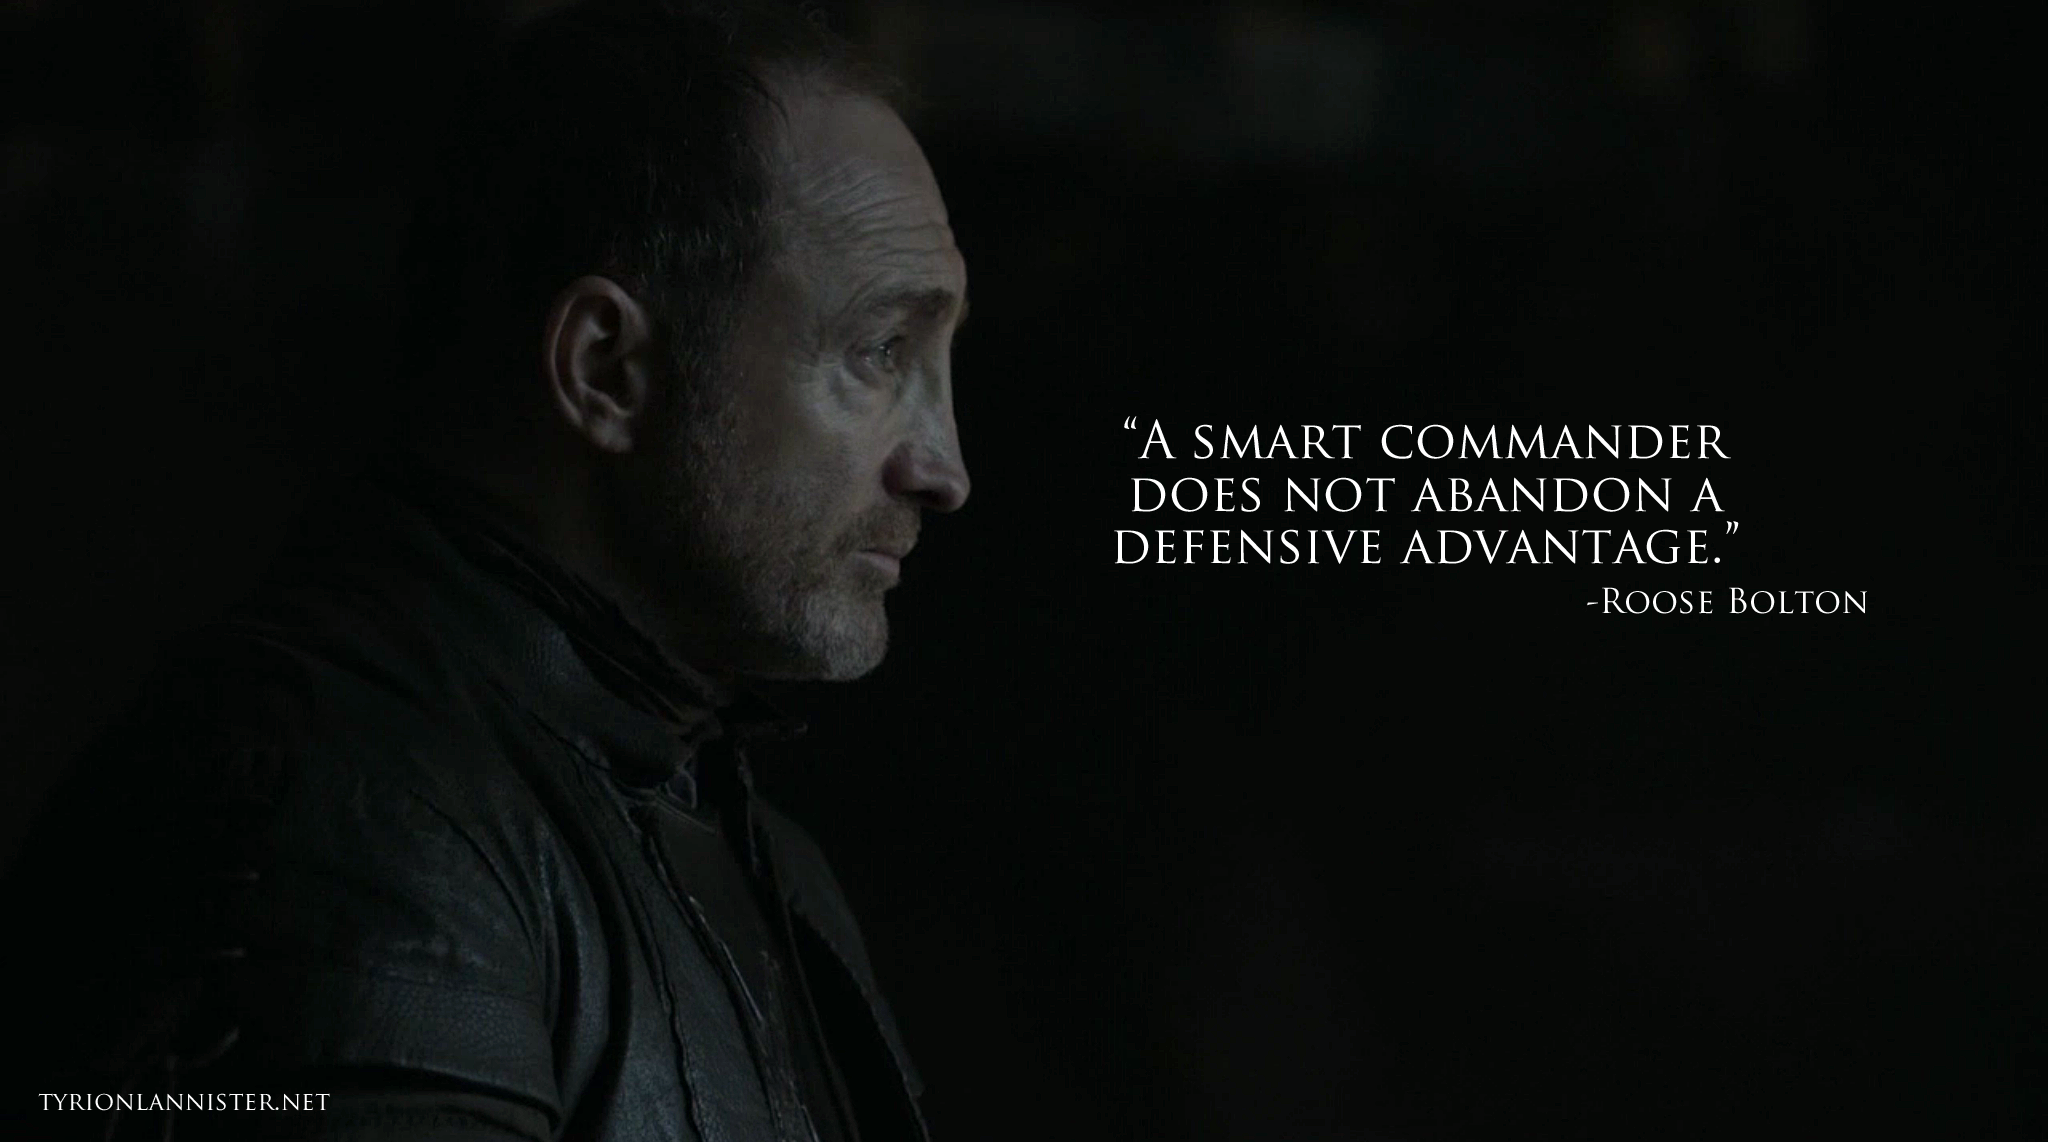 “A SMART COMMANDER
DOES NOT ABANDON A
DEFENSIVE ADVANTAGE.”
-ROOSE BOLTON
TYRIONLANNISTER.NET